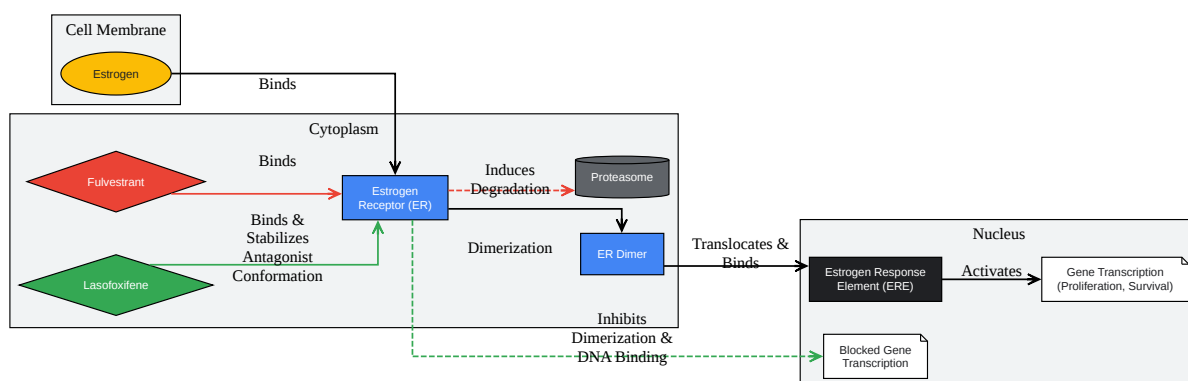 Cell Membrane
Estrogen
Binds
Cytoplasm
Fulvestrant
Binds
Estrogen
Receptor (ER)
Induces
Degradation
Proteasome
Binds &
Stabilizes
Antagonist
Conformation
Lasofoxifene
Dimerization
ER Dimer
Translocates &
Binds
Nucleus
Estrogen Response
Element (ERE)
Activates
Gene Transcription
(Proliferation, Survival)
Inhibits
Dimerization &
DNA Binding
Blocked Gene
Transcription